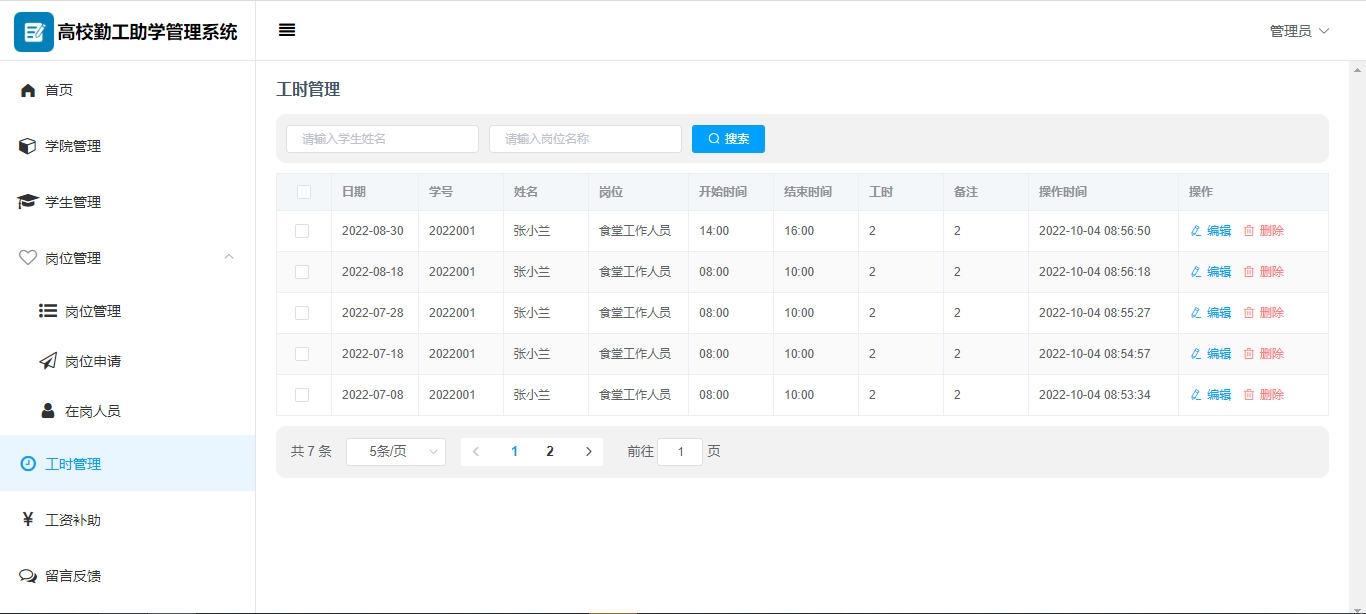 高校勤工助学管理系统
管理员
首页
学院管理
学生管理
岗位管理
岗位管理
岗位申请
在岗人员
工时管理
工资补助
留言反馈
工时管理
请输入学生姓名 请输入岗位名称 搜索
日期 学号 姓名 岗位 开始时间 结束时间 工时 备注 操作时间 操作
2022-08-30 2022001 张小兰 食堂工作人员 14:00 16:00 2 2 2022-10-04 08:56:50 编辑 删除
2022-08-18 2022001 张小兰 食堂工作人员 08:00 10:00 2 2 2022-10-04 08:56:18 编辑 删除
2022-07-28 2022001 张小兰 食堂工作人员 08:00 10:00 2 2 2022-10-04 08:55:27 编辑 删除
2022-07-18 2022001 张小兰 食堂工作人员 08:00 10:00 2 2 2022-10-04 08:54:57 编辑 删除
2022-07-08 2022001 张小兰 食堂工作人员 08:00 10:00 2 2 2022-10-04 08:53:34 编辑 删除
共 7 条 5条/页 1 2 前往 1 页